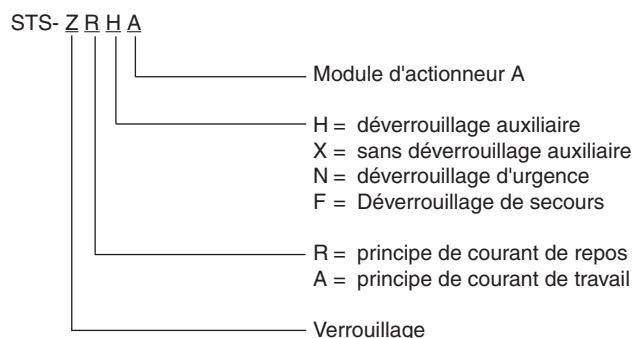 STS- Z R H A
Module d'actionneur A
H = déverrouillage auxiliaire
X = sans déverrouillage auxiliaire
N = déverrouillage d'urgence
F = Déverrouillage de secours
R = principe de courant de repos
A = principe de courant de travail
Verrouillage